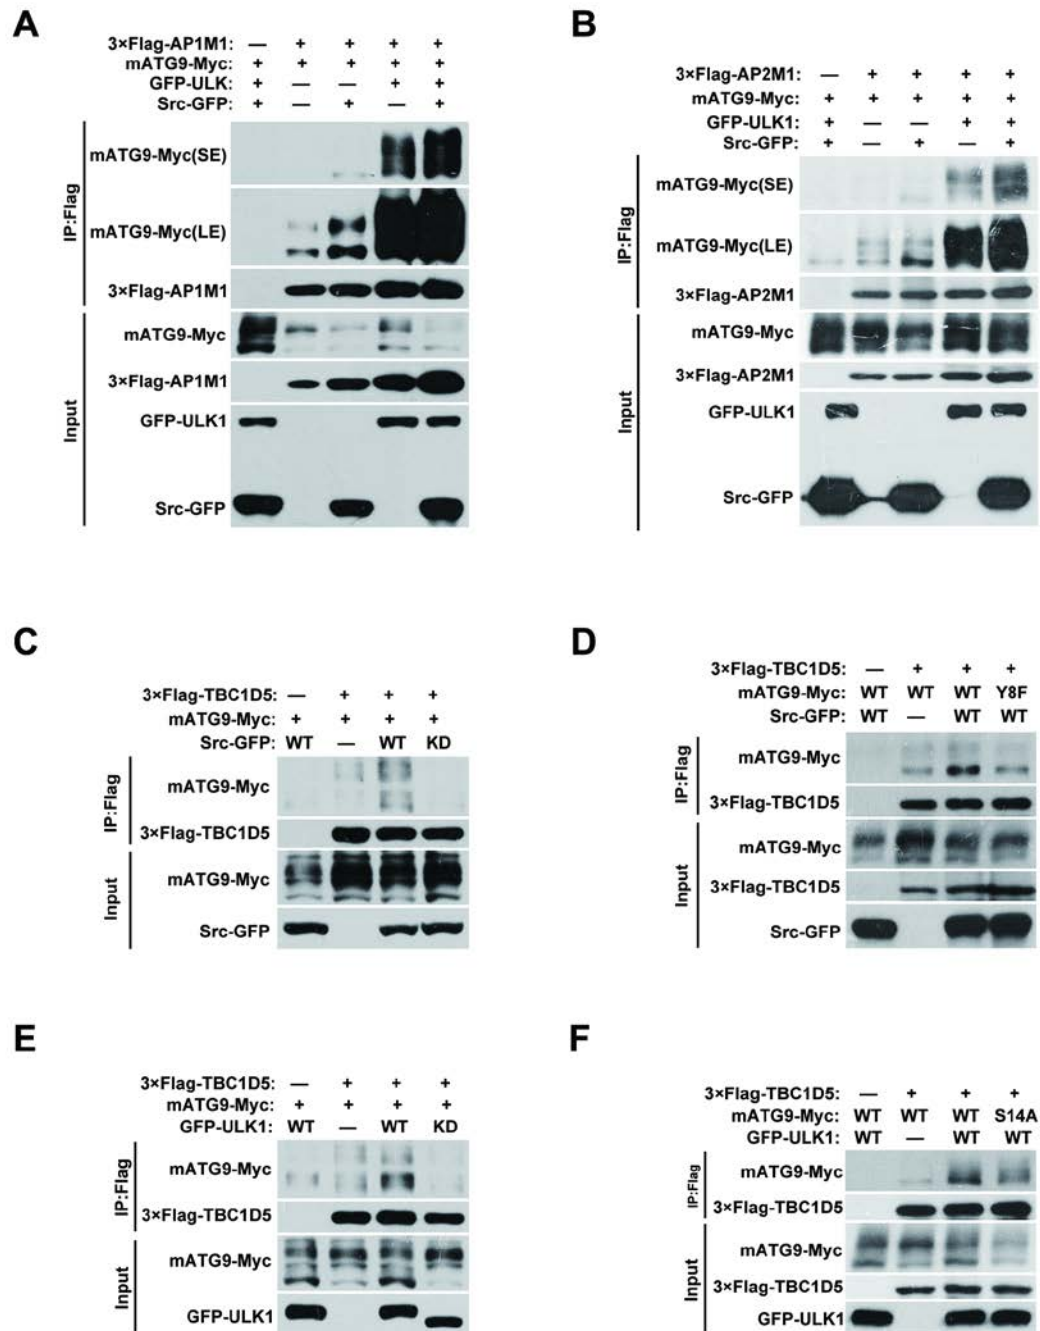 A
3×Flag-AP1M1: — + + + +
mATG9-Myc: + + + + +
GFP-ULK: + — — + +
Src-GFP: + — + — +
IP:Flag
mATG9-Myc(SE)
mATG9-Myc(LE)
3×Flag-AP1M1
Input
mATG9-Myc
3×Flag-AP1M1
GFP-ULK1
Src-GFP
B
3×Flag-AP2M1: — + + + +
mATG9-Myc: + + + + +
GFP-ULK1: + — — + +
Src-GFP: + — + — +
IP:Flag
mATG9-Myc(SE)
mATG9-Myc(LE)
3×Flag-AP2M1
Input
mATG9-Myc
3×Flag-AP2M1
GFP-ULK1
Src-GFP
C
3×Flag-TBC1D5: — + + +
mATG9-Myc: + + + +
Src-GFP: WT — WT KD
IP:Flag
mATG9-Myc
3×Flag-TBC1D5
Input
mATG9-Myc
Src-GFP
D
3×Flag-TBC1D5: — + + +
mATG9-Myc: WT WT WT Y8F
Src-GFP: WT — WT WT
IP:Flag
mATG9-Myc
3×Flag-TBC1D5
Input
mATG9-Myc
3×Flag-TBC1D5
Src-GFP
E
3×Flag-TBC1D5: — + + +
mATG9-Myc: + + + +
GFP-ULK1: WT — WT KD
IP:Flag
mATG9-Myc
3×Flag-TBC1D5
Input
mATG9-Myc
GFP-ULK1
F
3×Flag-TBC1D5: — + + +
mATG9-Myc: WT WT WT S14A
GFP-ULK1: WT — WT WT
IP:Flag
mATG9-Myc
3×Flag-TBC1D5
Input
mATG9-Myc
3×Flag-TBC1D5
GFP-ULK1